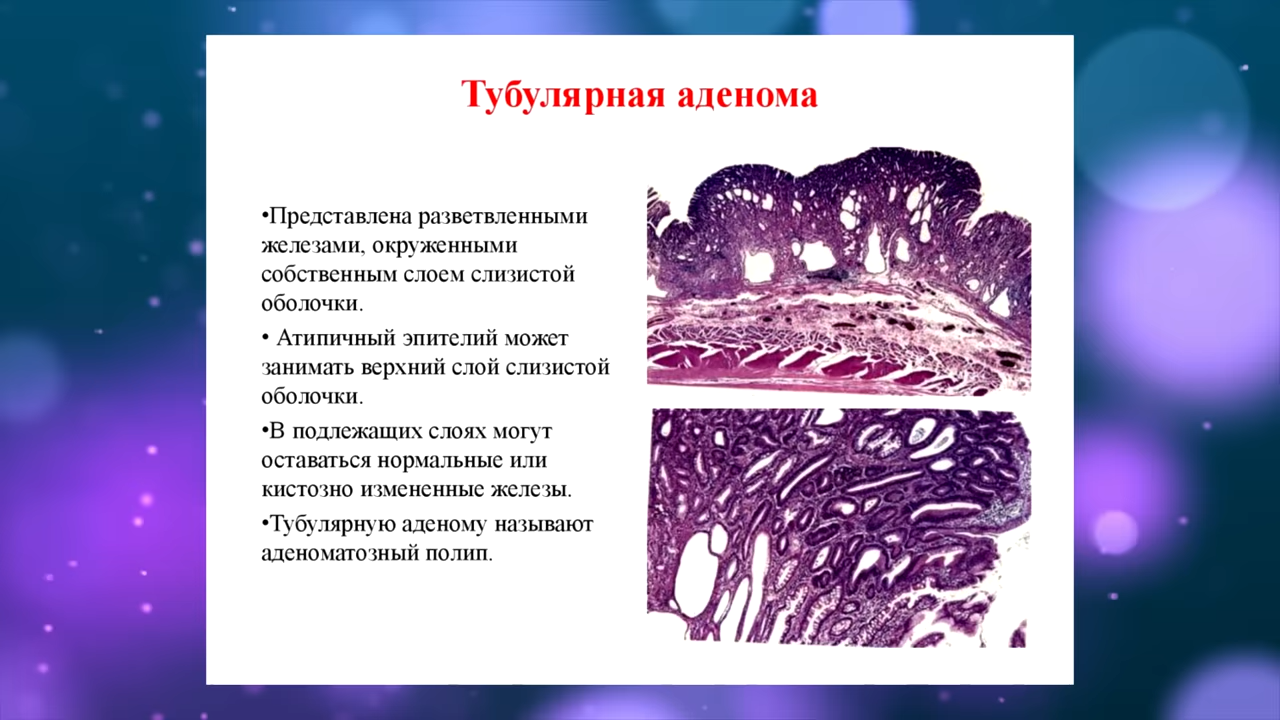 Тубулярная аденома
•Представлена разветвленными
железами, окруженными
собственным слоем слизистой
оболочки.
• Атипичный эпителий может
занимать верхний слой слизистой
оболочки.
•В подлежащих слоях могут
оставаться нормальные или
кистозно измененные железы.
•Тубулярную аденому называют
аденоматозный полип.